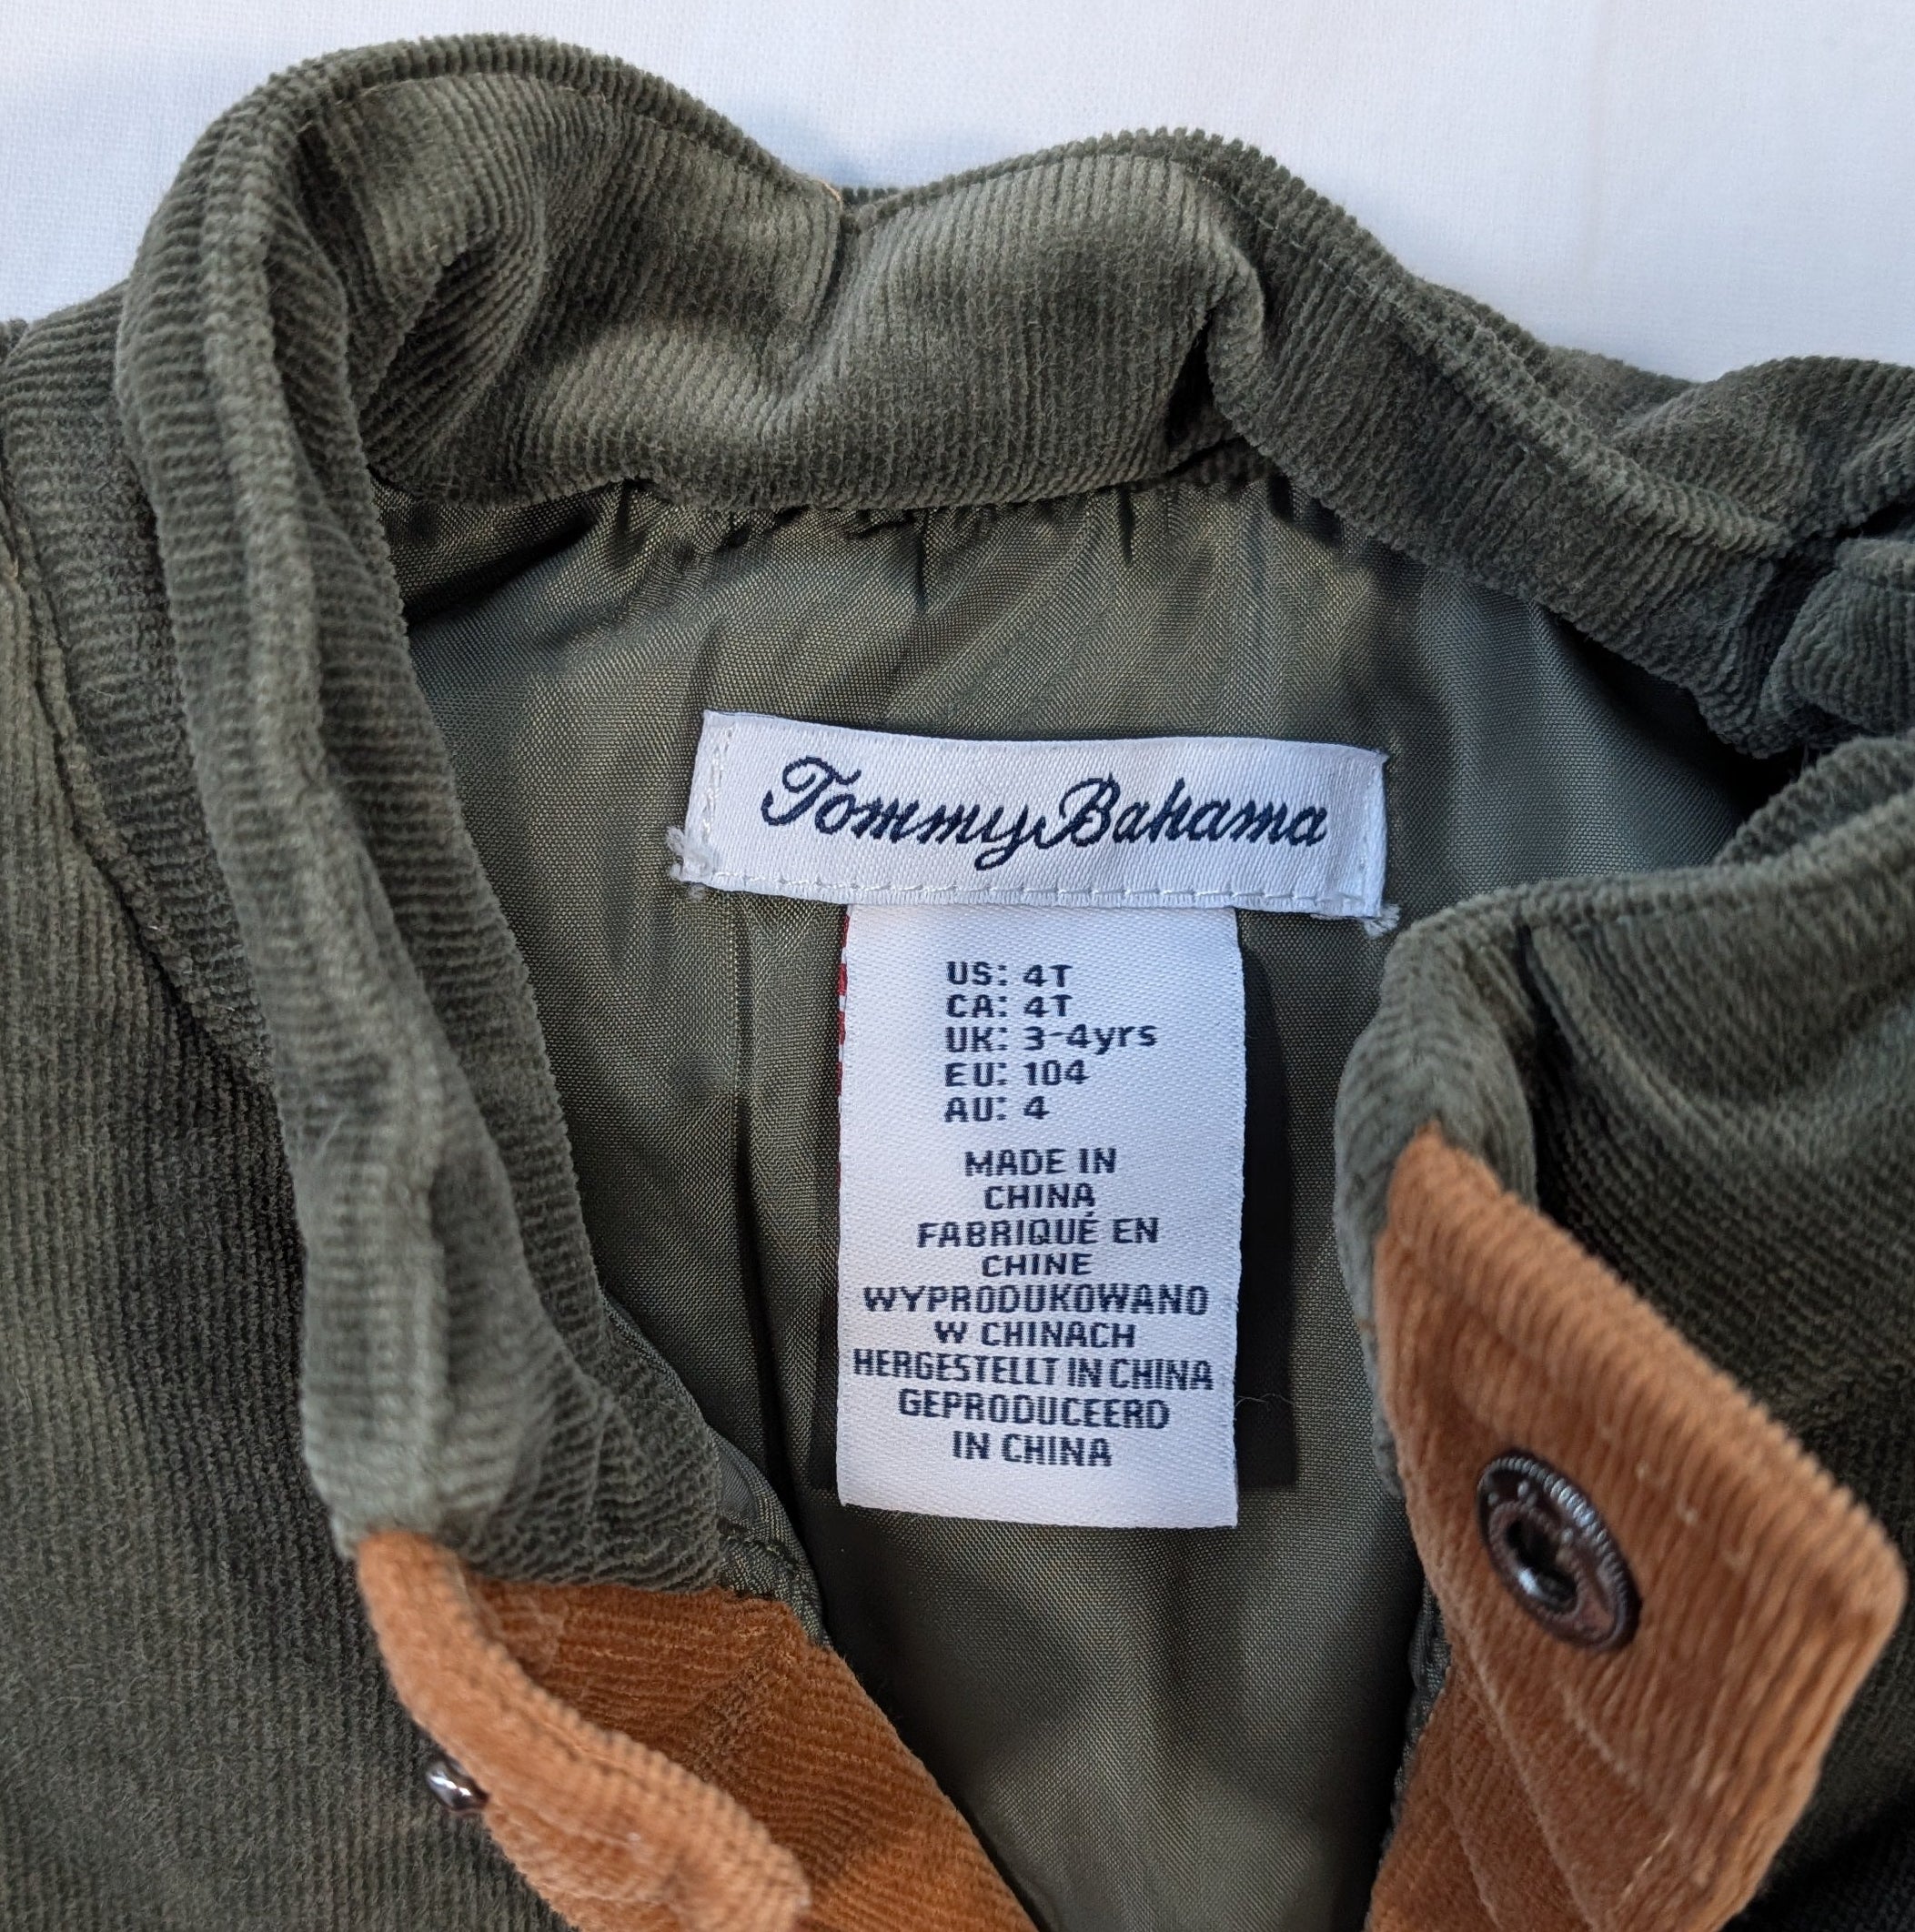 Tommy Bahama
US: 4T
CA: 4T
UK: 3-4yrs
EU: 104
AU: 4
MADE IN
CHINA
FABRIQUÉ EN
CHINE
WYPRODUKOWANO
W CHINACH
HERGESTELLT IN CHINA
GEPRODUCEERD
IN CHINA